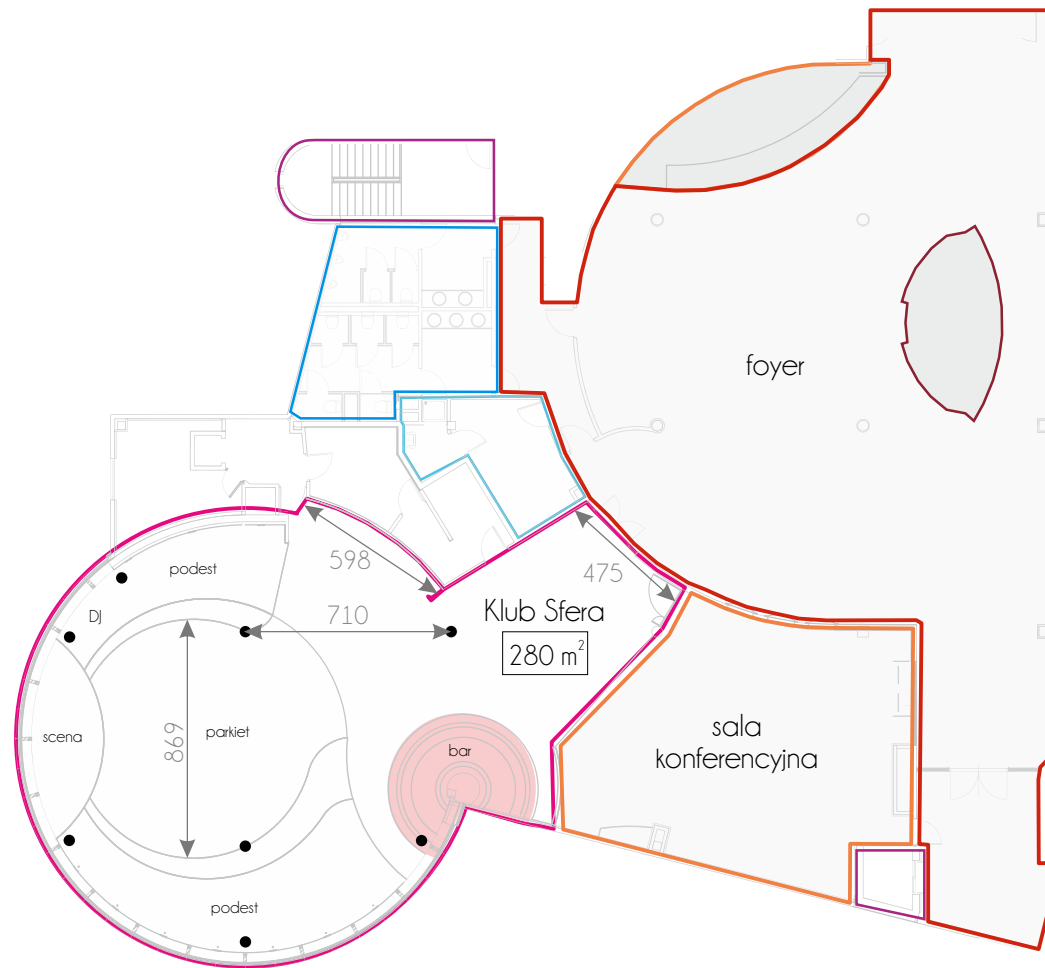 foyer
598
475
podest
DJ
710
Klub Sfera
280 m²
869
scena
parkiet
bar
sala
konferencyjna
podest